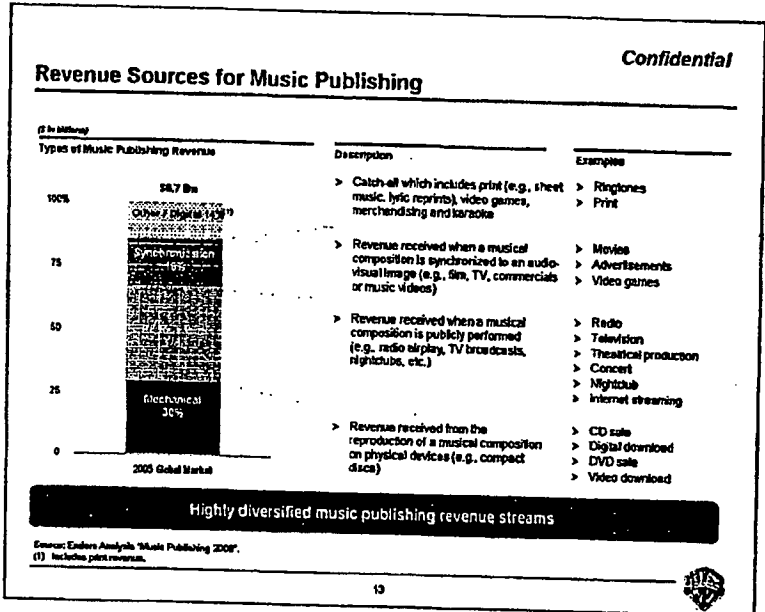 Confidential
Revenue Sources for Music Publishing
($ in billions)
Types of Music Publishing Revenue
Description
Examples
$8.7 Bn
100%
75
50
25
0
Other / Digital 14%(1)
Synchronization
Mechanical
30%
2005 Global Market
> Catch-all which includes print (e.g., sheet
music, lyric reprints), video games,
merchandising and karaoke
> Ringtones
> Print
> Revenue received when a musical
composition is synchronized to an audio-
visual image (e.g., film, TV, commercials
or music videos)
> Movies
> Advertisements
> Video games
> Revenue received when a musical
composition is publicly performed
(e.g., radio airplay, TV broadcasts,
nightclubs, etc.)
> Radio
> Television
> Theatrical production
> Concert
> Nightclub
> Internet streaming
> Revenue received from the
reproduction of a musical composition
on physical devices (e.g., compact
discs)
> CD sale
> Digital download
> DVD sale
> Video download
Highly diversified music publishing revenue streams
Source: Enders Analysis "Music Publishing
(1) Includes print revenue.
13